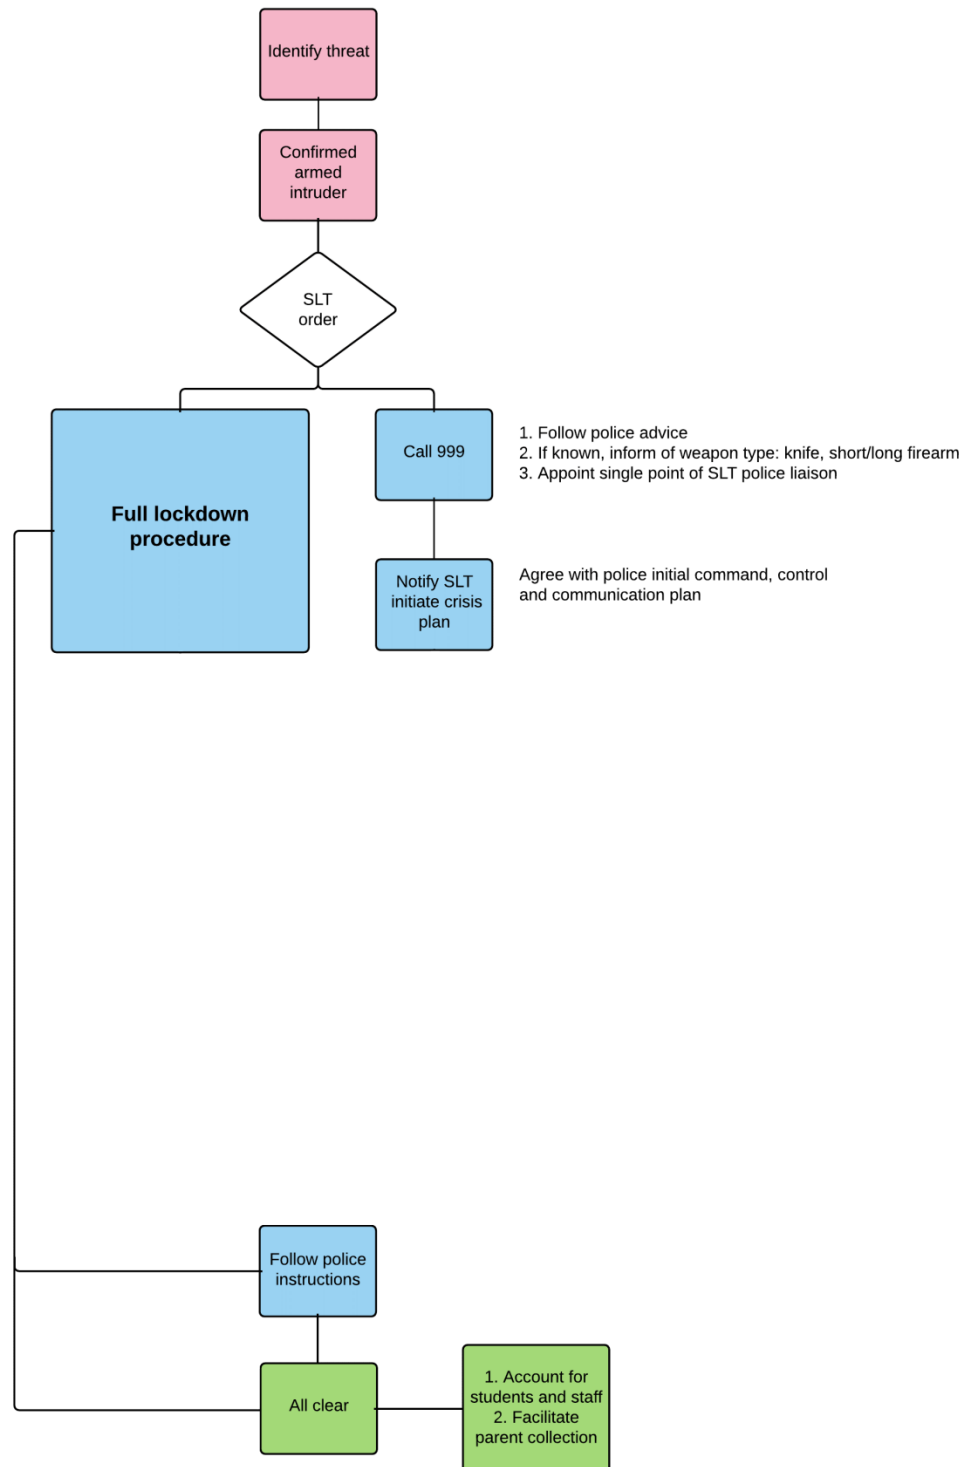 Identify threat
Confirmed
armed
intruder
SLT
order
Full lockdown
procedure
Call 999
1. Follow police advice
2. If known, inform of weapon type: knife, short/long firearm
3. Appoint single point of SLT police liaison
Notify SLT
initiate crisis
plan
Agree with police initial command, control
and communication plan
Follow police
instructions
All clear
1. Account for
students and staff
2. Facilitate
parent collection